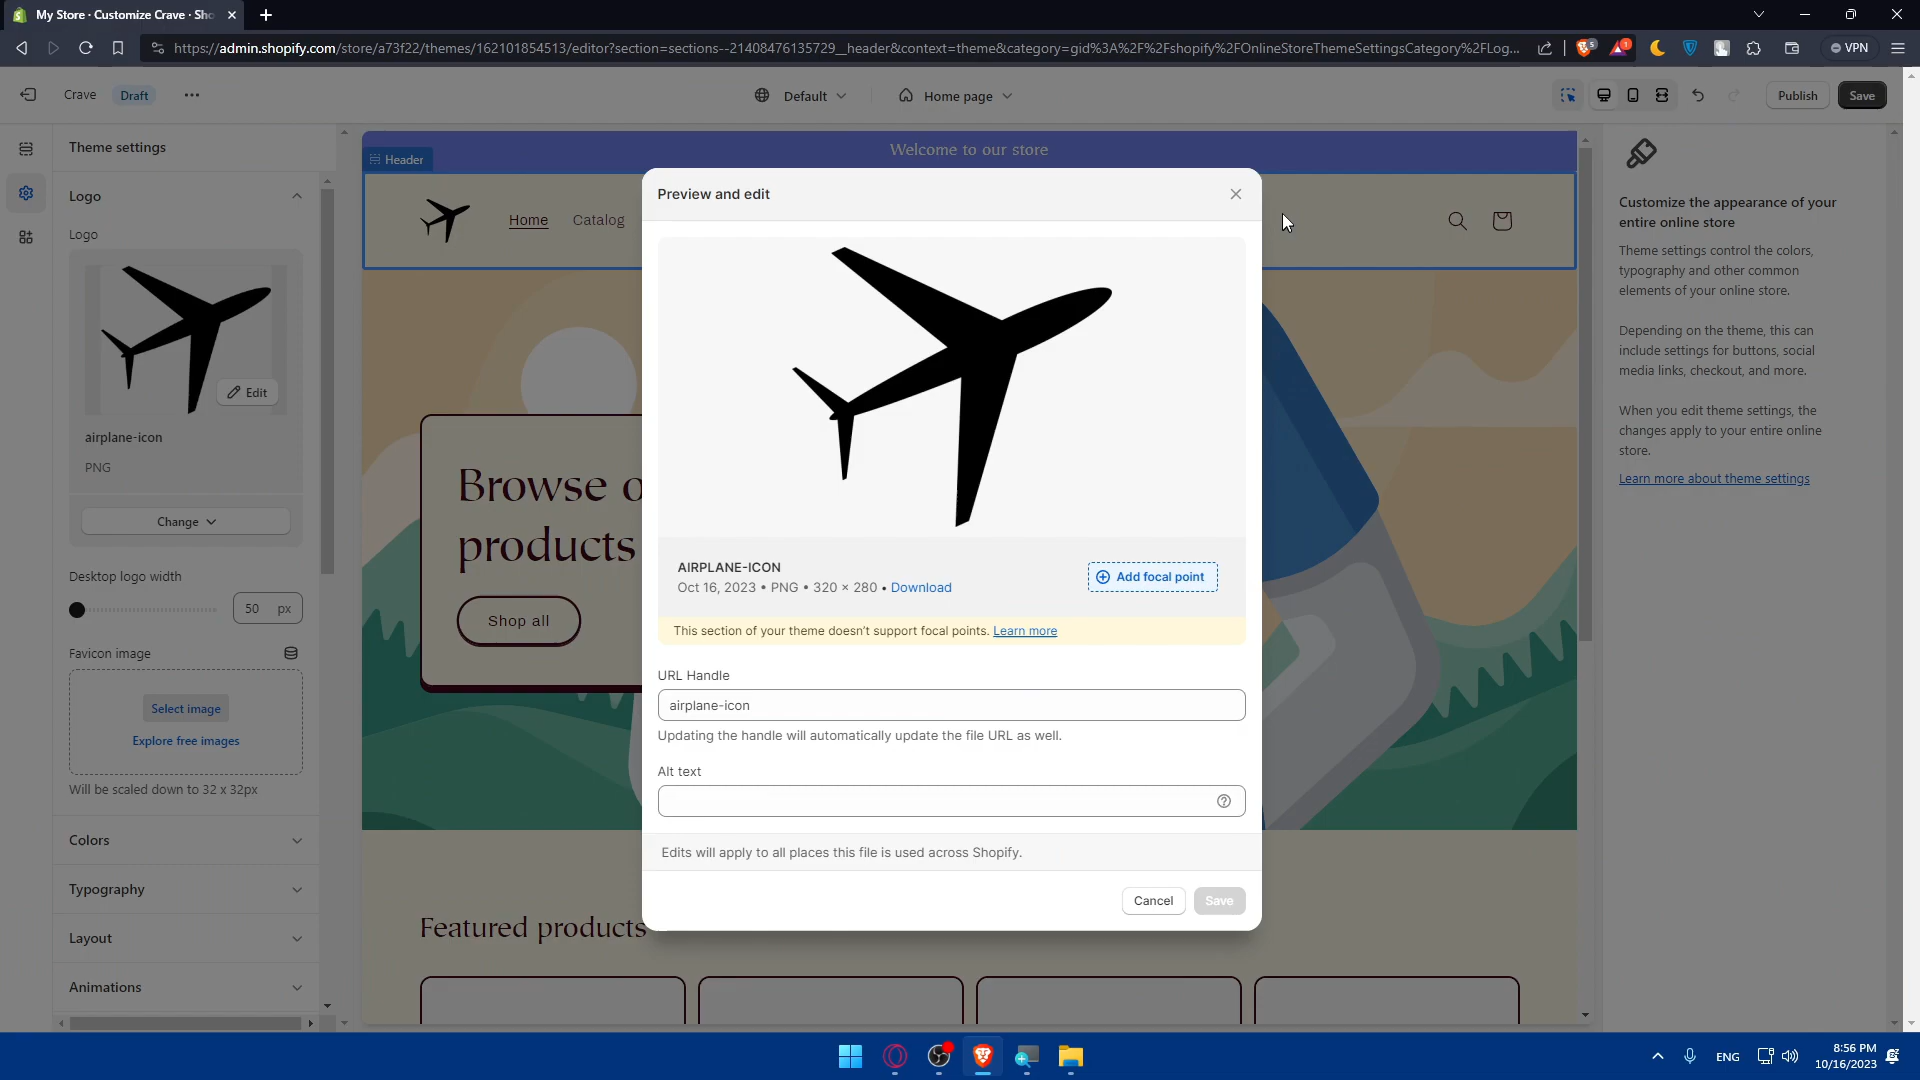 My Store · Customize Crave · Sho
https://admin.shopify.com/store/a73f22/themes/162101854513/editor?section=sections--21408476135729__header&context=theme&category=gid%3A%2F%2Fshopify%2FOnlineStoreThemeSettingsCategory%2FLog...
5
1
VPN
Crave
Draft
Default
Home page
Publish
Save
Theme settings
Logo
Logo
Edit
airplane-icon
PNG
Change
Desktop logo width
50 px
Favicon image
Select image
Explore free images
Will be scaled down to 32 x 32px
Colors
Typography
Layout
Animations
Welcome to our store
Header
Home
Catalog
Browse o
products
Shop all
Featured products
Preview and edit
AIRPLANE-ICON
Oct 16, 2023 • PNG • 320 × 280 • Download
Add focal point
This section of your theme doesn't support focal points. Learn more
URL Handle
airplane-icon
Updating the handle will automatically update the file URL as well.
Alt text
Edits will apply to all places this file is used across Shopify.
Cancel
Save
Customize the appearance of your
entire online store
Theme settings control the colors,
typography and other common
elements of your online store.
Depending on the theme, this can
include settings for buttons, social
media links, checkout, and more.
When you edit theme settings, the
changes apply to your entire online
store.
Learn more about theme settings
ENG
8:56 PM
10/16/2023